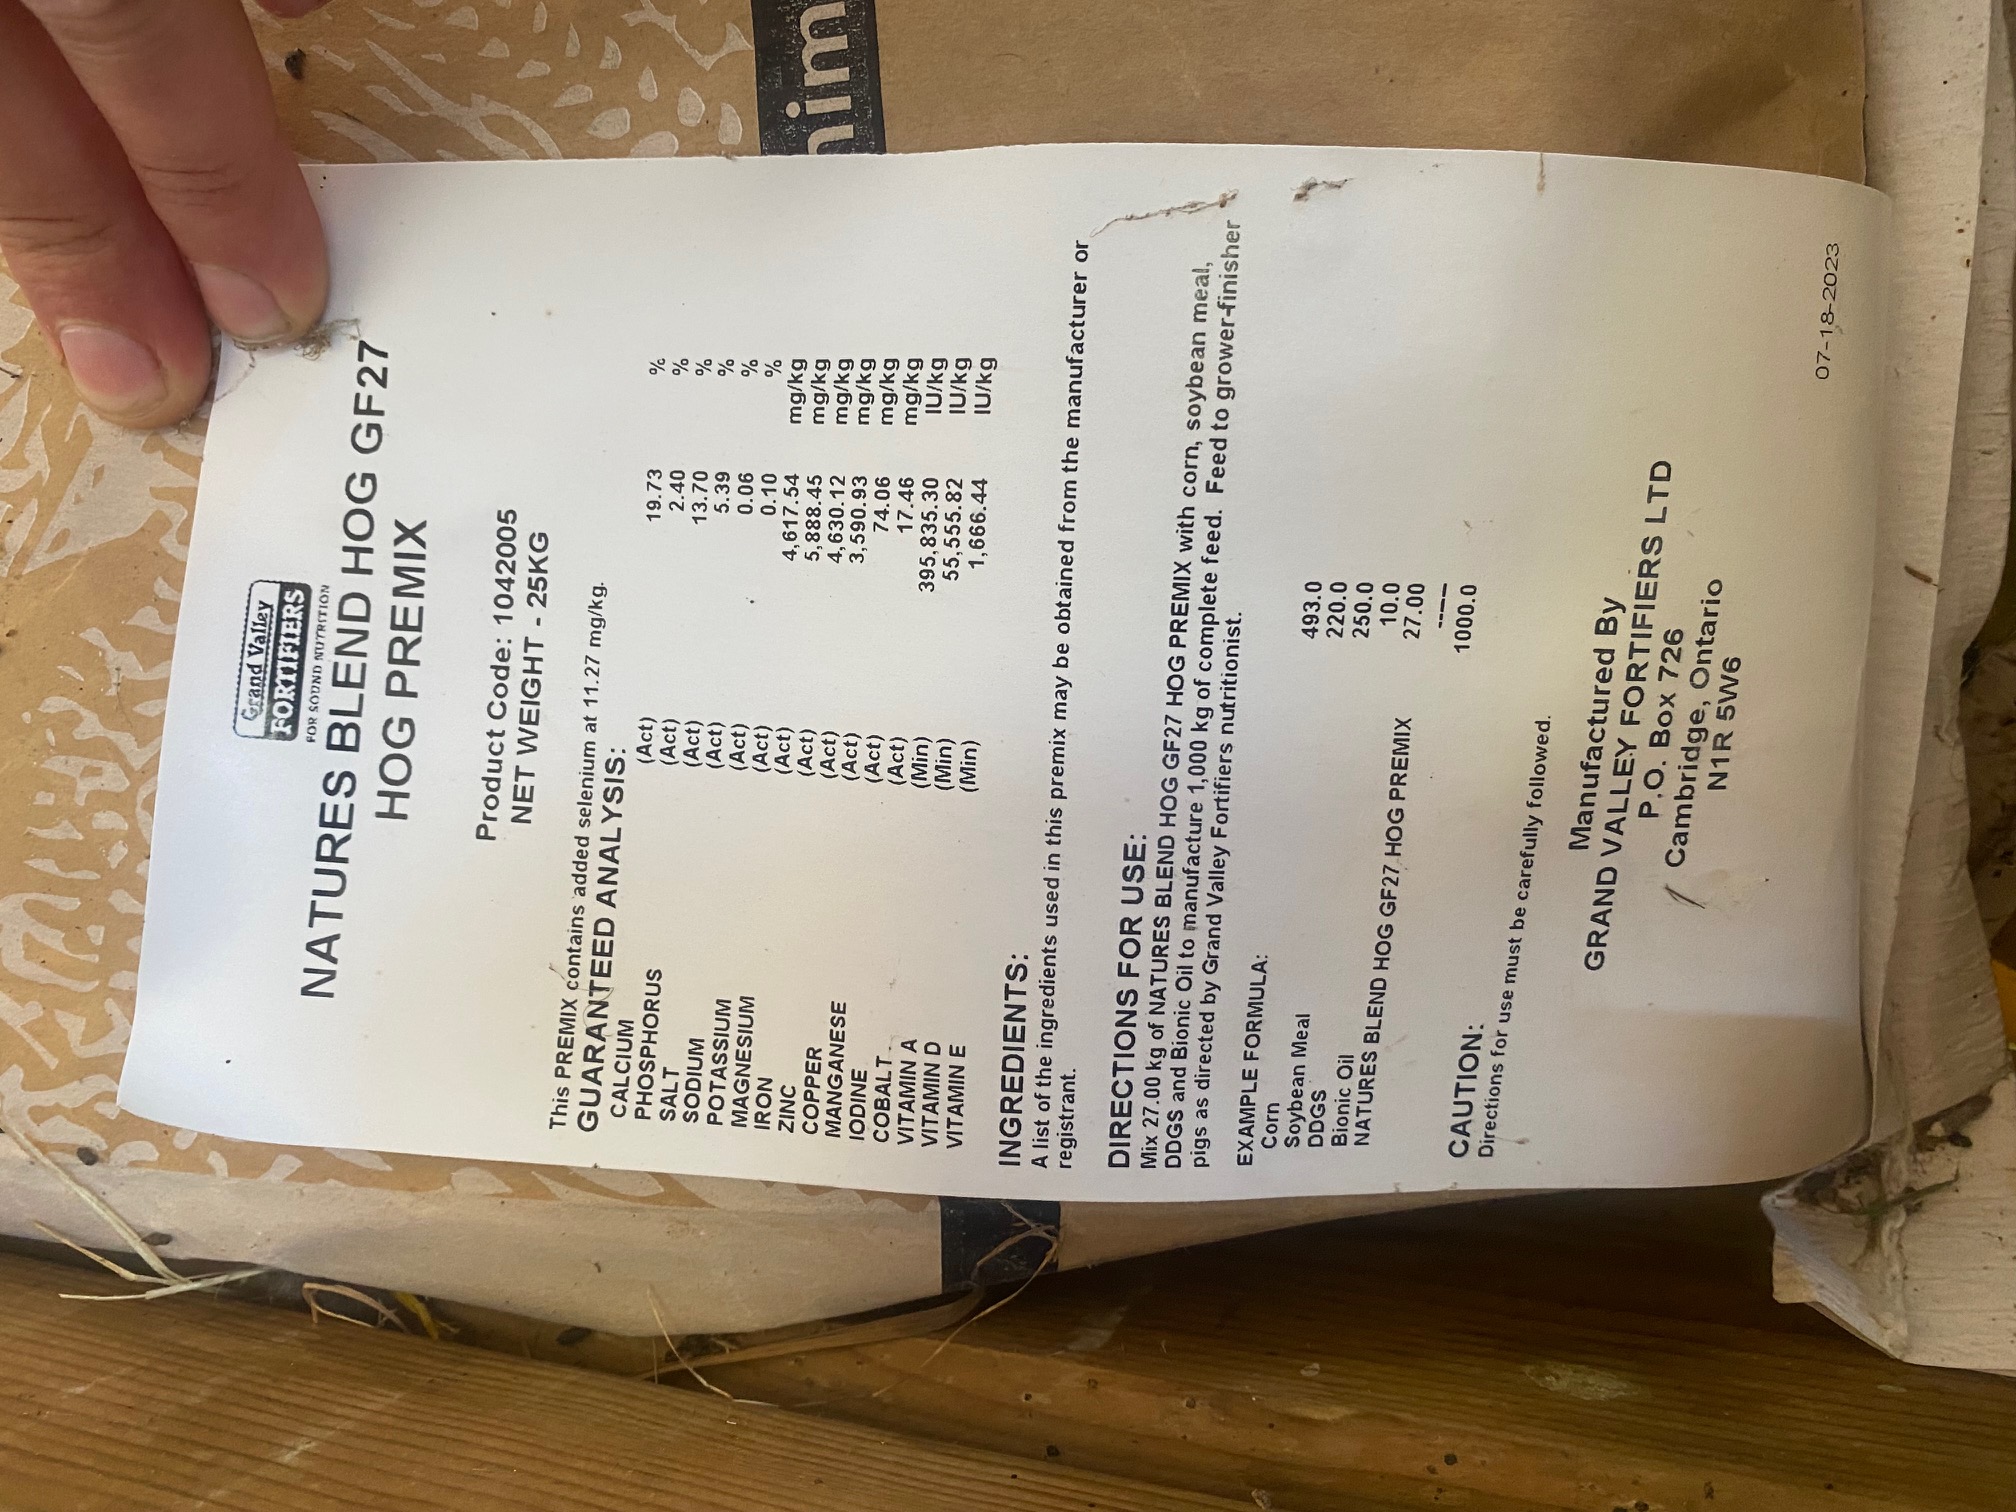 nim
Grand Valley
FORTIFIERS
FOR SOUND NUTRITION
NATURES BLEND HOG GF27
HOG PREMIX
Product Code: 1042005
NET WEIGHT - 25KG
This PREMIX contains added selenium at 11.27 mg/kg.
GUARANTEED ANALYSIS:
CALCIUM (Act) 19.73 %
PHOSPHORUS (Act) 2.40 %
SALT (Act) 13.70 %
SODIUM (Act) 5.39 %
POTASSIUM (Act) 0.06 %
MAGNESIUM (Act) 0.10 %
IRON (Act) 4,617.54 mg/kg
ZINC (Act) 5,888.45 mg/kg
COPPER (Act) 4,630.12 mg/kg
MANGANESE (Act) 3,590.93 mg/kg
IODINE (Act) 74.06 mg/kg
COBALT (Act) 17.46 mg/kg
VITAMIN A (Min) 395,835.30 IU/kg
VITAMIN D (Min) 55,555.82 IU/kg
VITAMIN E (Min) 1,666.44 IU/kg
INGREDIENTS:
A list of the ingredients used in this premix may be obtained from the manufacturer or
registrant.
DIRECTIONS FOR USE:
Mix 27.00 kg of NATURES BLEND HOG GF27 HOG PREMIX with corn, soybean meal,
DDGS and Bionic Oil to manufacture 1,000 kg of complete feed. Feed to grower-finisher
pigs as directed by Grand Valley Fortifiers nutritionist.
EXAMPLE FORMULA:
Corn 493.0
Soybean Meal 220.0
DDGS 250.0
Bionic Oil 10.0
NATURES BLEND HOG GF27 HOG PREMIX 27.00
----
1000.0
CAUTION:
Directions for use must be carefully followed.
Manufactured By
GRAND VALLEY FORTIFIERS LTD
P.O. Box 726
Cambridge, Ontario
N1R 5W6
07-18-2023